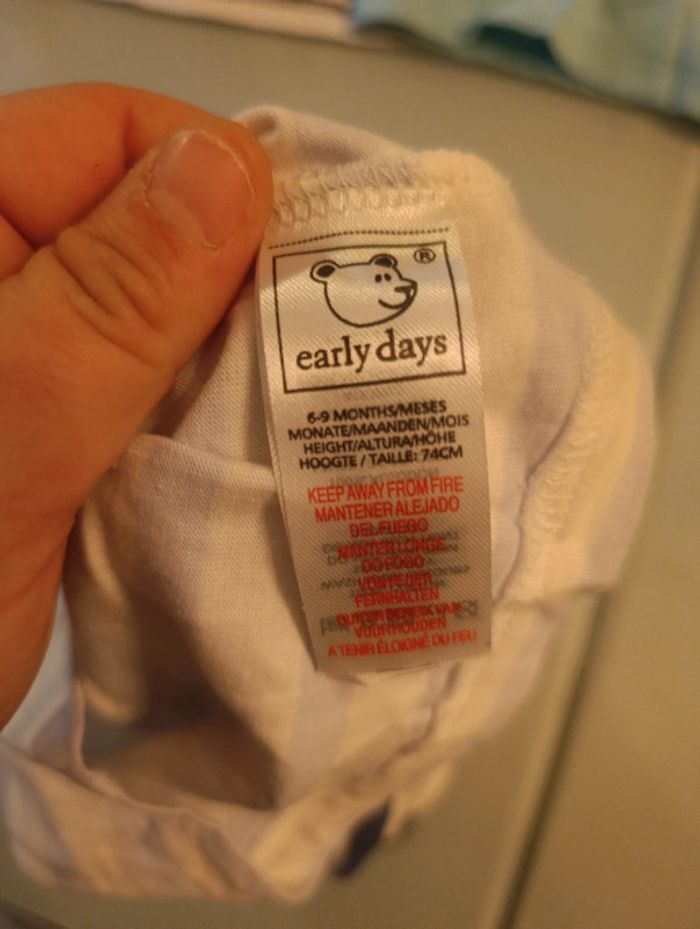 ®
early days
6-9 MONTHS/MESES
MONATE/MAANDEN/MOIS
HEIGHT/ALTURA/HÖHE
HOOGTE / TAILLE: 74CM
KEEP AWAY FROM FIRE
MANTENER ALEJADO
DEL FUEGO
MANTER LONGE
DO FOGO
VON FEUER
FERNHALTEN
BUITEN BEREIK VAN
VUUR HOUDEN
A TENIR ÉLOIGNÉ DU FEU